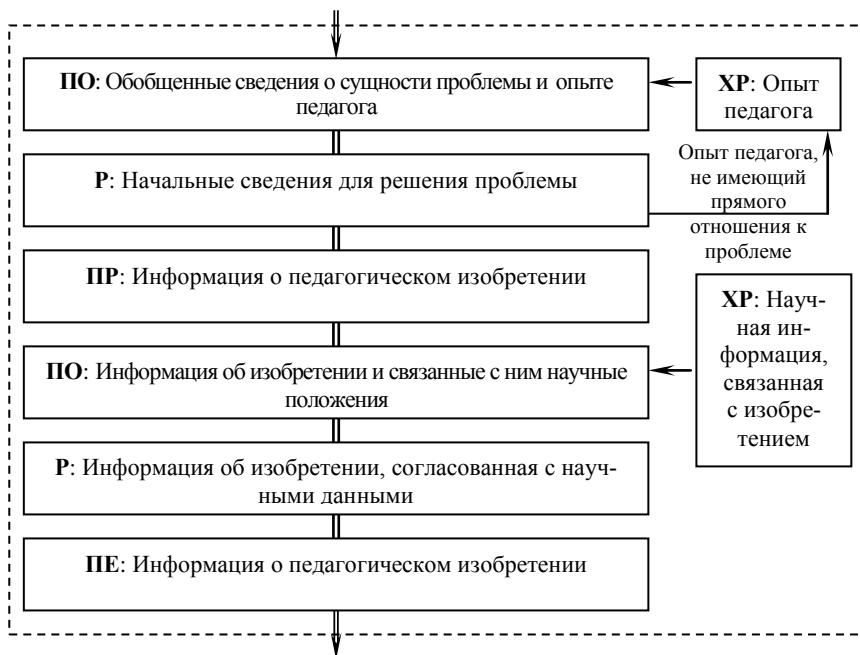 ПО: Обобщенные сведения о сущности проблемы и опыте
педагога
ХР: Опыт
педагога
Р: Начальные сведения для решения проблемы
Опыт педагога,
не имеющий
прямого
отношения к
проблеме
ПР: Информация о педагогическом изобретении
ХР: Науч-
ная ин-
формация,
связанная
с изобре-
тением
ПО: Информация об изобретении и связанные с ним научные
положения
Р: Информация об изобретении, согласованная с науч-
ными данными
ПЕ: Информация о педагогическом изобретении